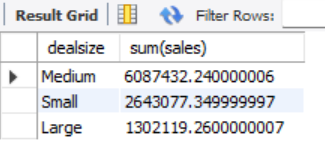 Result Grid Filter Rows:
dealsize sum(sales)
Medium 6087432.240000006
Small 2643077.349999997
Large 1302119.2600000007